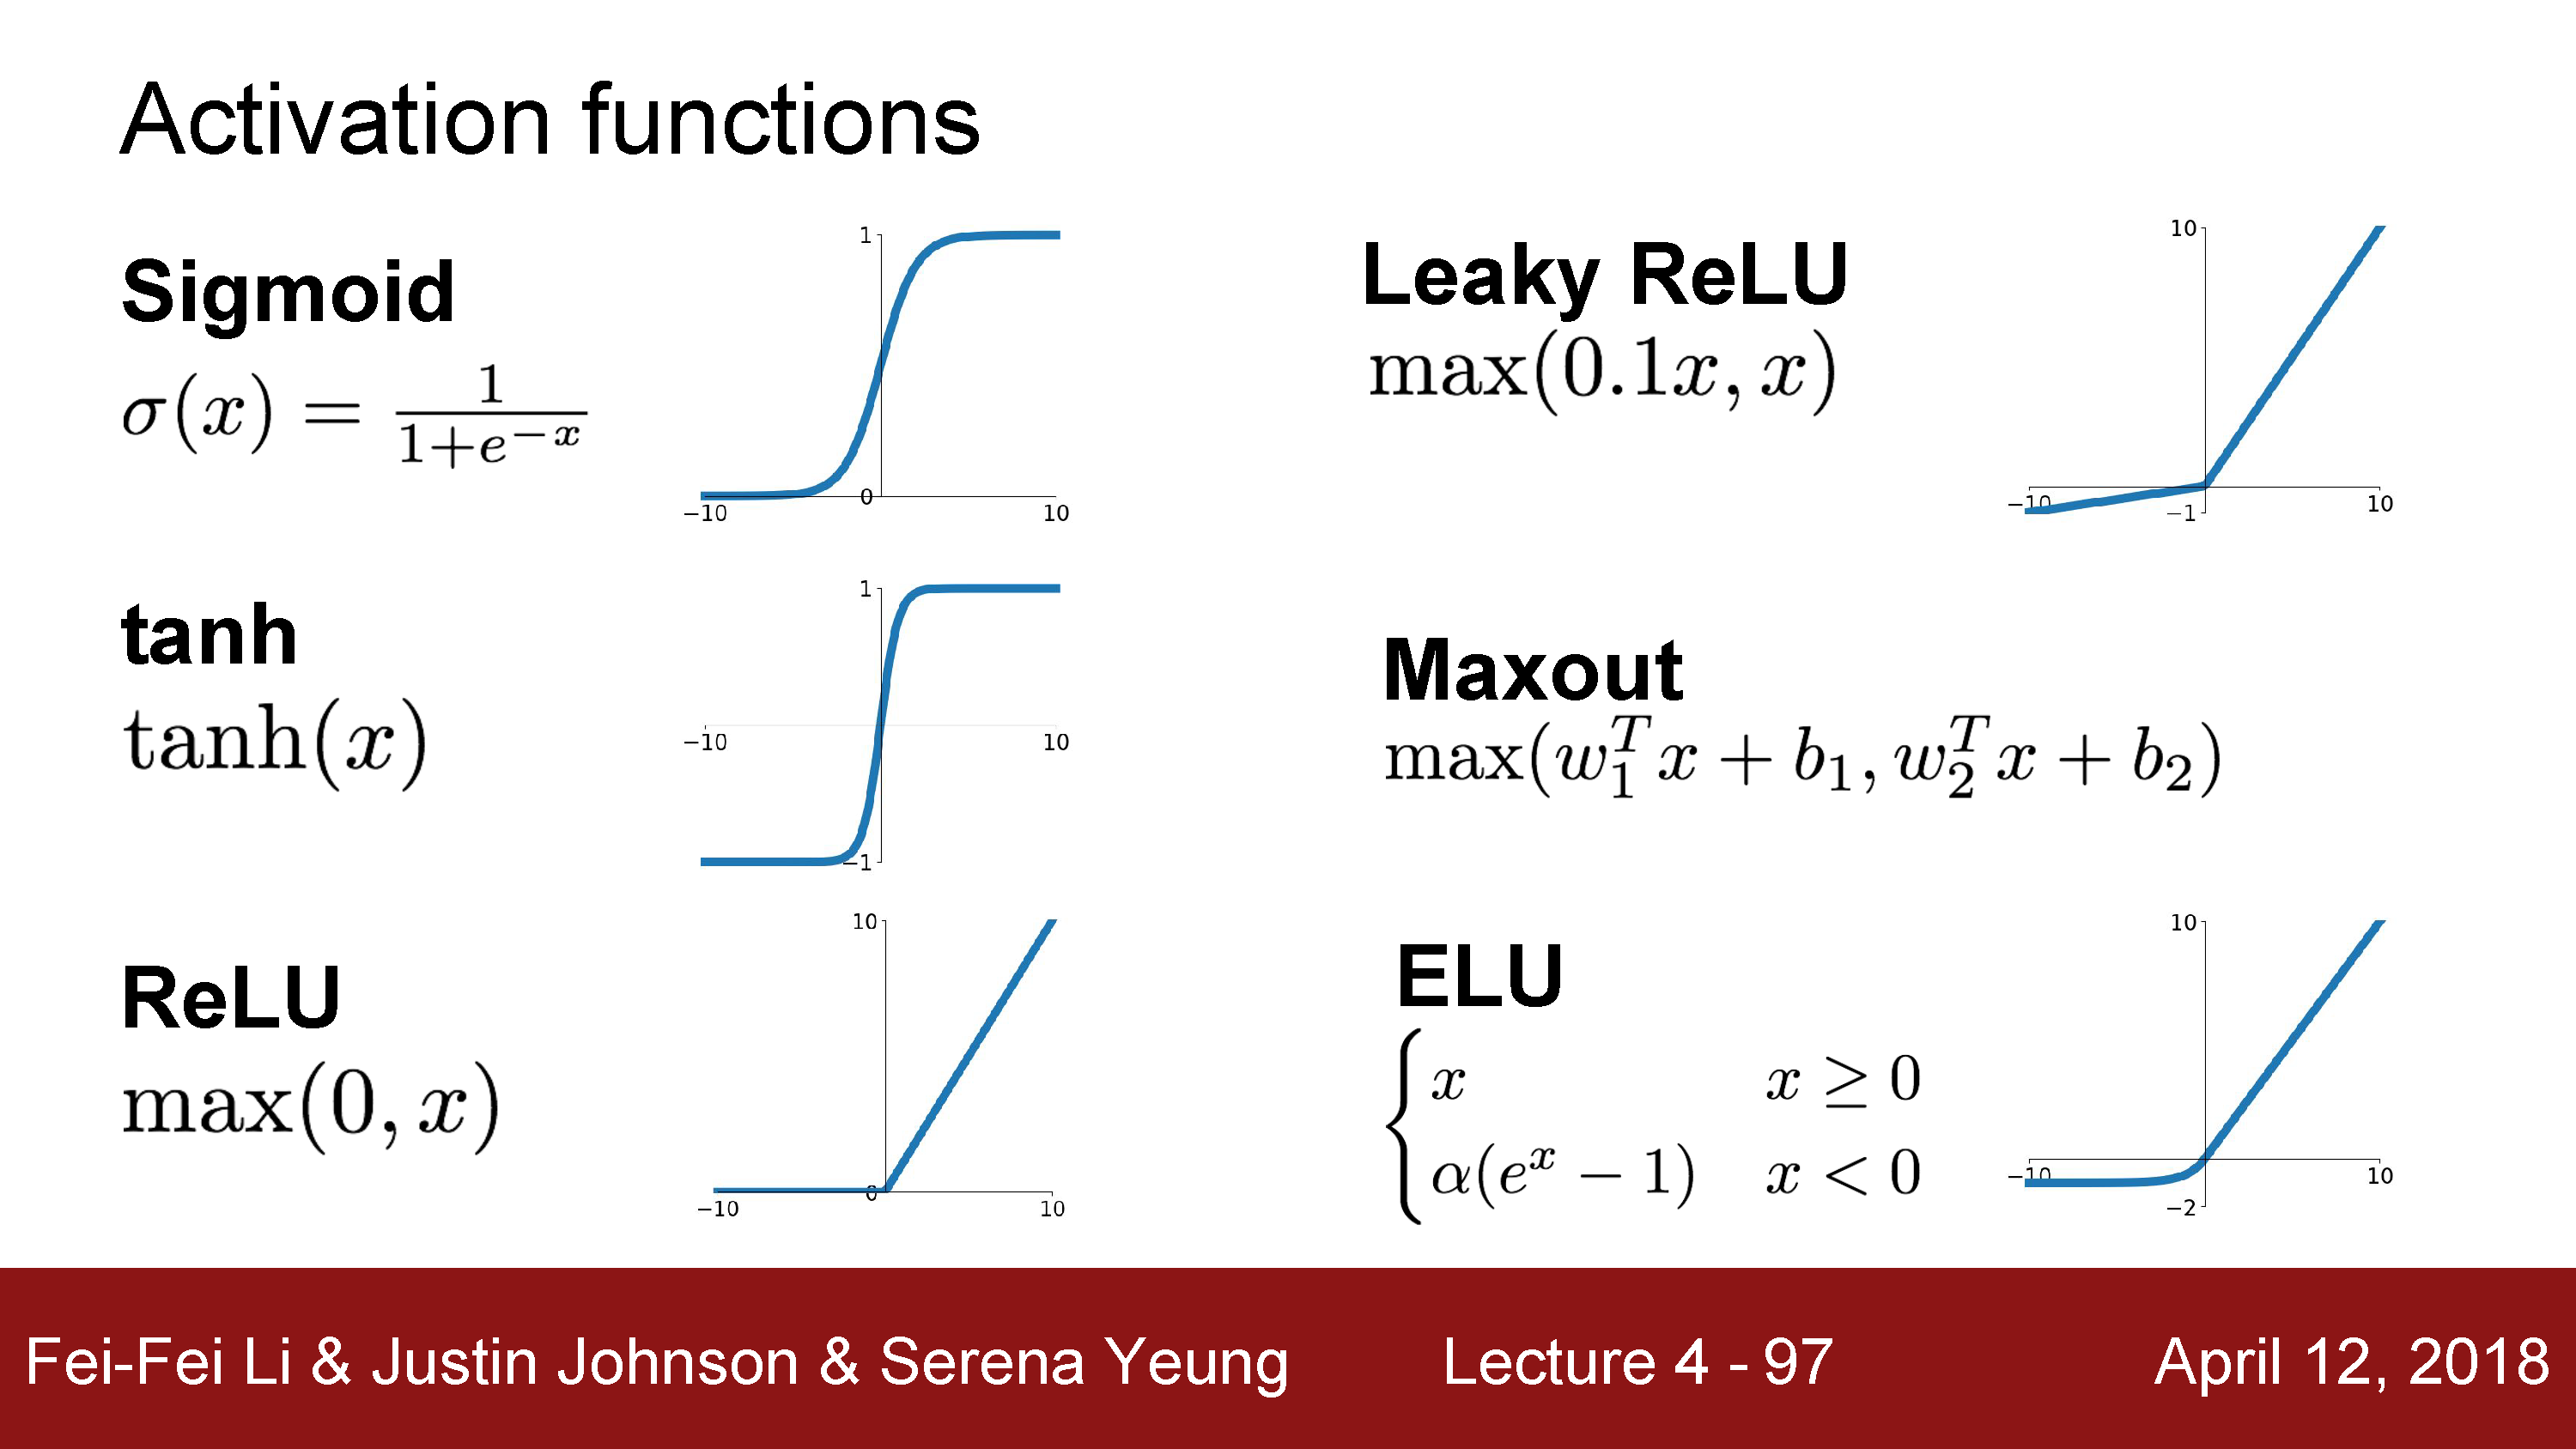 Activation functions
Sigmoid
σ(x) = 1/(1+e^{-x})
1
0
−10
10
tanh
tanh(x)
1
−10
10
−1
ReLU
max(0, x)
10
0
−10
10
Leaky ReLU
max(0.1x, x)
10
−10
−1
10
Maxout
max(w_1^T x + b_1, w_2^T x + b_2)
ELU
x x ≥ 0
α(e^x − 1) x < 0
10
−10
10
−2
Fei-Fei Li & Justin Johnson & Serena Yeung Lecture 4 - 97 April 12, 2018